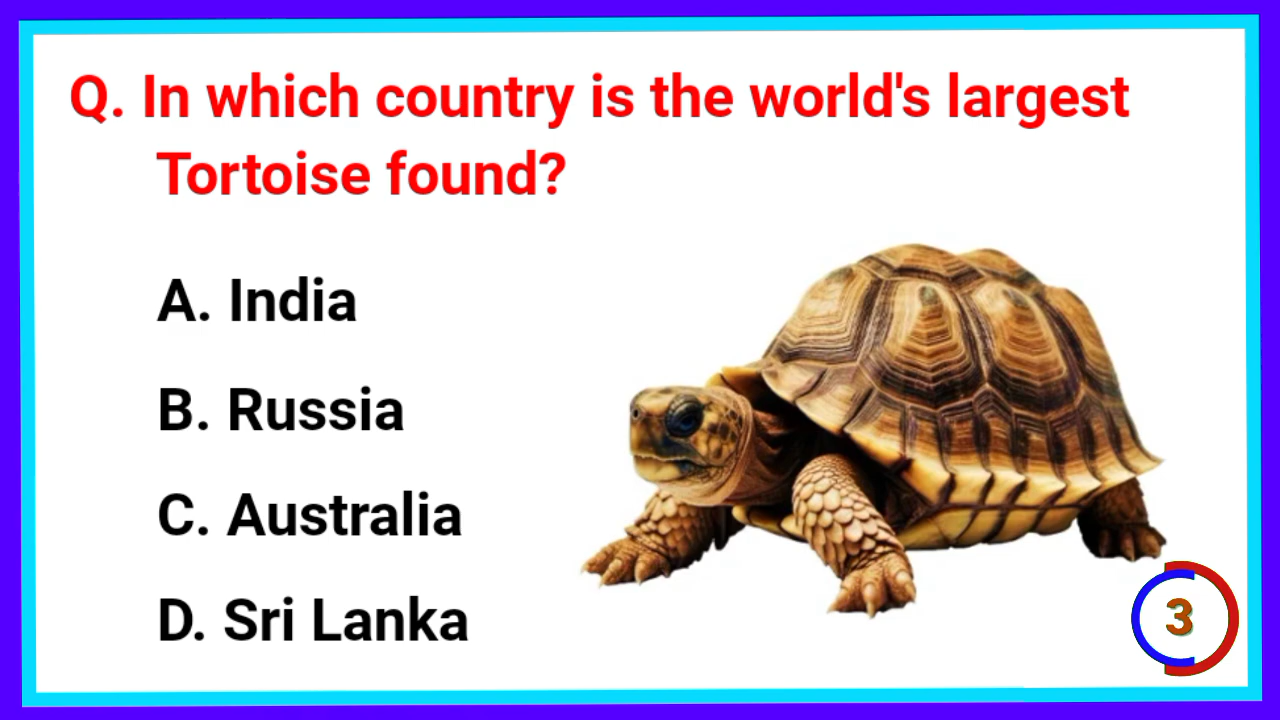 Q. In which country is the world's largest
Tortoise found?
A. India
B. Russia
C. Australia
D. Sri Lanka
3